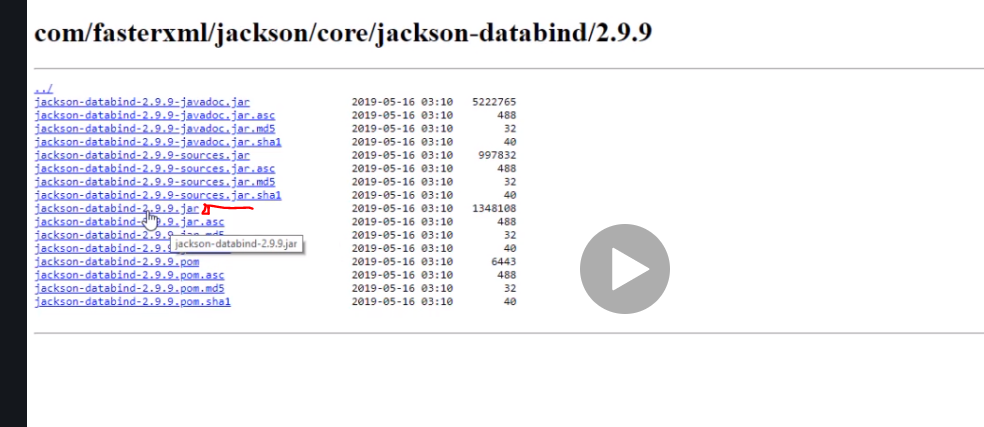 com/fasterxml/jackson/core/jackson-databind/2.9.9
../
jackson-databind-2.9.9-javadoc.jar 2019-05-16 03:10 5222765
jackson-databind-2.9.9-javadoc.jar.asc 2019-05-16 03:10 488
jackson-databind-2.9.9-javadoc.jar.md5 2019-05-16 03:10 32
jackson-databind-2.9.9-javadoc.jar.sha1 2019-05-16 03:10 40
jackson-databind-2.9.9-sources.jar 2019-05-16 03:10 997832
jackson-databind-2.9.9-sources.jar.asc 2019-05-16 03:10 488
jackson-databind-2.9.9-sources.jar.md5 2019-05-16 03:10 32
jackson-databind-2.9.9-sources.jar.sha1 2019-05-16 03:10 40
jackson-databind-2.9.9.jar 2019-05-16 03:10 1348108
jackson-databind-2.9.9.jar.asc 2019-05-16 03:10 488
jackson-databind-2.9.9.jar.md5 2019-05-16 03:10 32
jackson-databind-2.9. 2019-05-16 03:10 40
jackson-databind-2.9.9.jar
jackson-databind-2.9.9.pom 2019-05-16 03:10 6443
jackson-databind-2.9.9.pom.asc 2019-05-16 03:10 488
jackson-databind-2.9.9.pom.md5 2019-05-16 03:10 32
jackson-databind-2.9.9.pom.sha1 2019-05-16 03:10 40